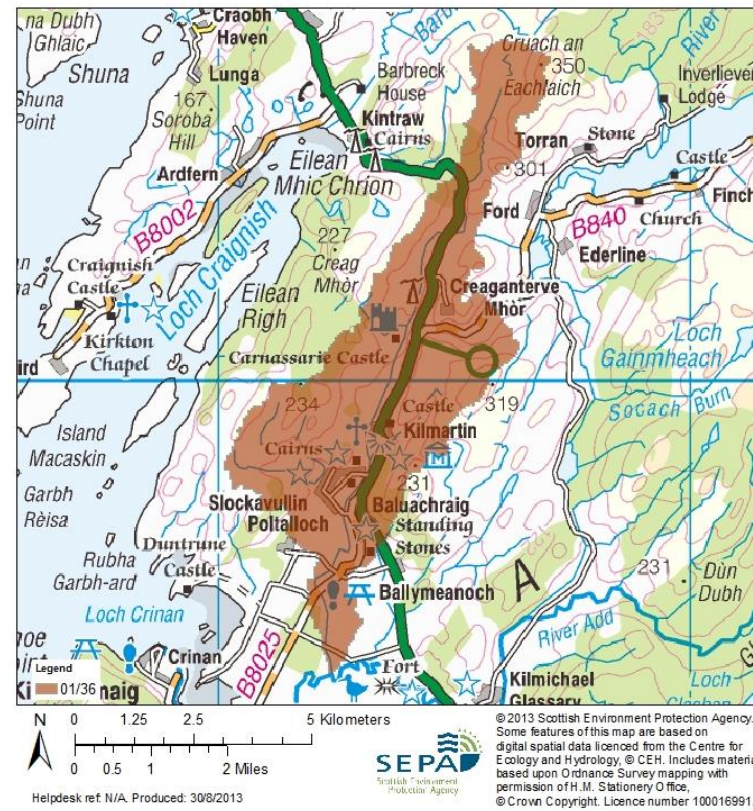 na Dubh
Ghlaic
Craobh
Haven
Lunga
Shuna
Shuna
Point
167
Soroba
Hill
Barbreck
House
Kintraw
Cairns
Cruach an
350
Eachlaich
River
Inverliever
Lodge
Torran
Stone
301
Castle
Ardfern
Eilean
Mhic Chrion
Ford
Finch
Church
B8002
B840
Ederline
Loch Craignish
227
Creag
Mhòr
Craignish
Castle
Creaganterve
Mhòr
Eilean
Righ
Kirkton
Chapel
ird
Carnassarie Castle
Loch
Gainmheach
234
319
Socach Burn
Castle
Kilmartin
Island
Macaskin
Cairns
231
Garbh
Rèisa
Slockavullin
Poltalloch
Baluachraig
Standing
Stones
Duntrune
Castle
Rubha
Garbh-ard
A
231
Dùn
Dubh
Ballymeanoch
Loch Crinan
River Add
B8025
Crinan
naig
Fort
Kilmichael
Glassary
Loch
Legend
01/36
N
0 1.25 2.5 5 Kilometers
0 0.5 1 2 Miles
Helpdesk ref: N/A. Produced: 30/8/2013
SEPA
Scottish Environment
Protection Agency
© 2013 Scottish Environment Protection Agency.
Some features of this map are based on
digital spatial data licenced from the Centre for
Ecology and Hydrology, © CEH. Includes materia
based upon Ordnance Survey mapping with
permission of H.M. Stationery Office,
© Crown Copyright. Licence number 100016991